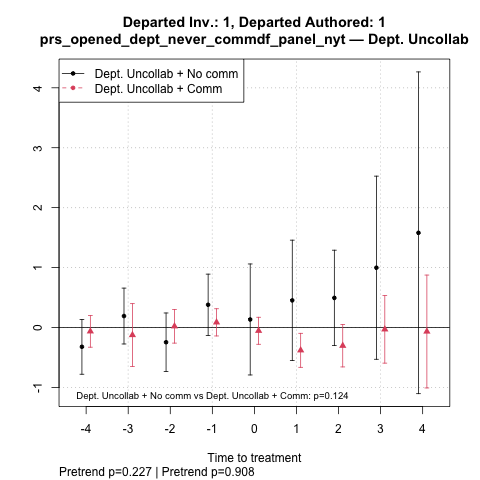 Departed Inv.: 1, Departed Authored: 1
prs_opened_dept_never_commdf_panel_nyt — Dept. Uncollab
Dept. Uncollab + No comm
Dept. Uncollab + Comm
4
3
2
1
0
-1
Dept. Uncollab + No comm vs Dept. Uncollab + Comm: p=0.124
-4 -3 -2 -1 0 1 2 3 4
Time to treatment
Pretrend p=0.227 | Pretrend p=0.908